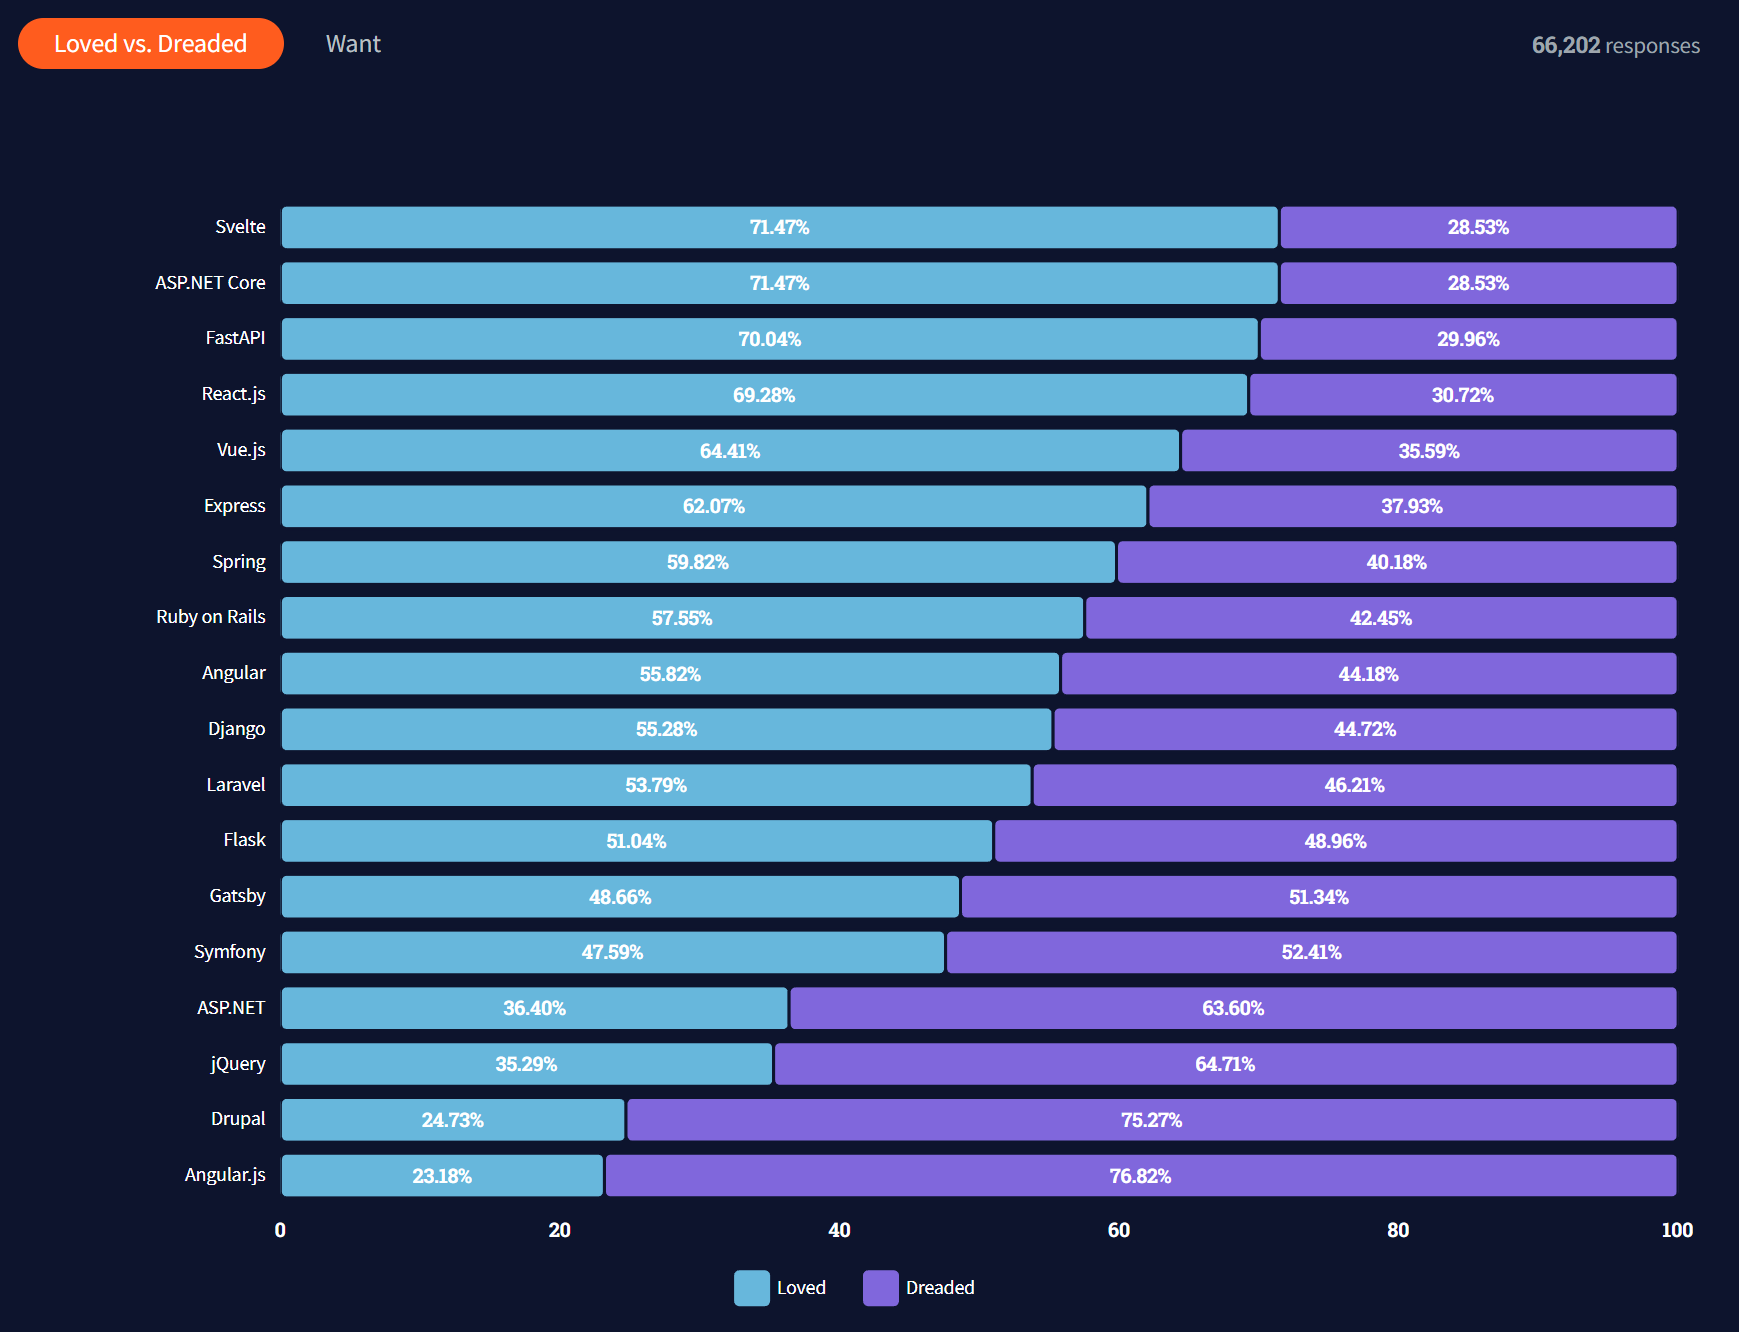 Loved vs. Dreaded Want 66,202 responses
Svelte 71.47% 28.53%
ASP.NET Core 71.47% 28.53%
FastAPI 70.04% 29.96%
React.js 69.28% 30.72%
Vue.js 64.41% 35.59%
Express 62.07% 37.93%
Spring 59.82% 40.18%
Ruby on Rails 57.55% 42.45%
Angular 55.82% 44.18%
Django 55.28% 44.72%
Laravel 53.79% 46.21%
Flask 51.04% 48.96%
Gatsby 48.66% 51.34%
Symfony 47.59% 52.41%
ASP.NET 36.40% 63.60%
jQuery 35.29% 64.71%
Drupal 24.73% 75.27%
Angular.js 23.18% 76.82%
0 20 40 60 80 100
Loved Dreaded